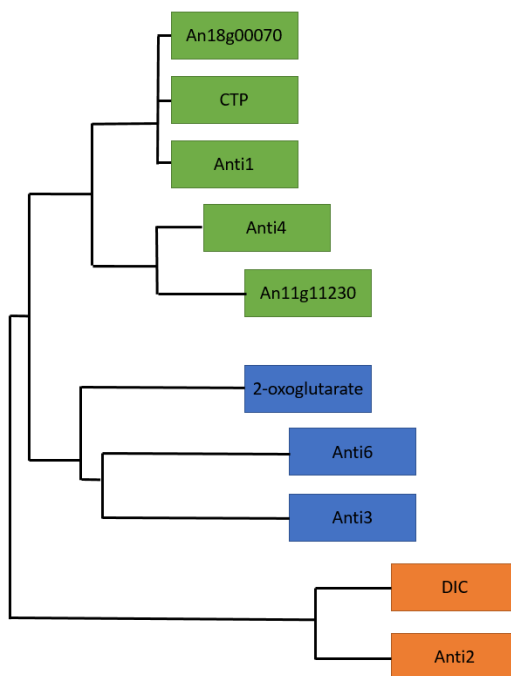 An18g00070
CTP
Anti1
Anti4
An11g11230
2-oxoglutarate
Anti6
Anti3
DIC
Anti2